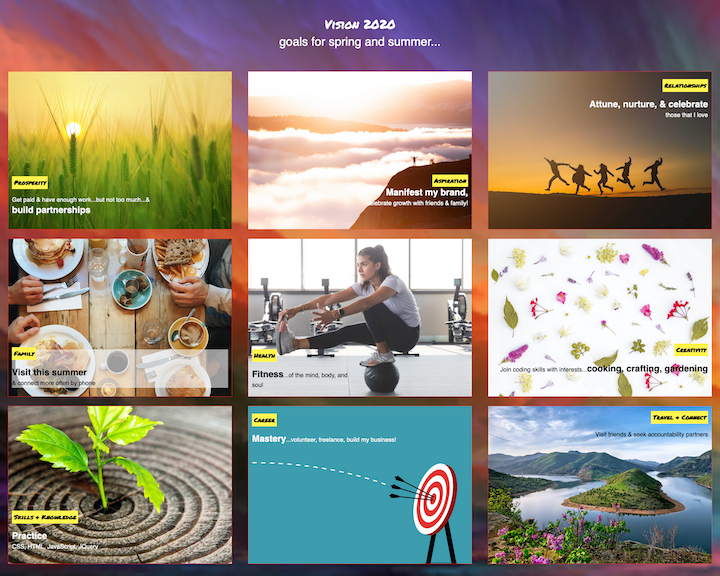 Vision 2020
goals for spring and summer...
Prosperity
Get paid & have enough work...but not too much...&
build partnerships
Aspiration
Manifest my brand,
celebrate growth with friends & family!
Relationships
Attune, nurture, & celebrate
those that I love
Family
Visit this summer
& connect more often by phone
Health
Fitness...of the mind, body, and
soul
Creativity
Join coding skills with interests...cooking, crafting, gardening
Skills & Knowledge
Practice
CSS, HTML, JavaScript, JQuery
Career
Mastery...volunteer, freelance, build my business!
Travel & Connect
Visit friends & seek accountability partners